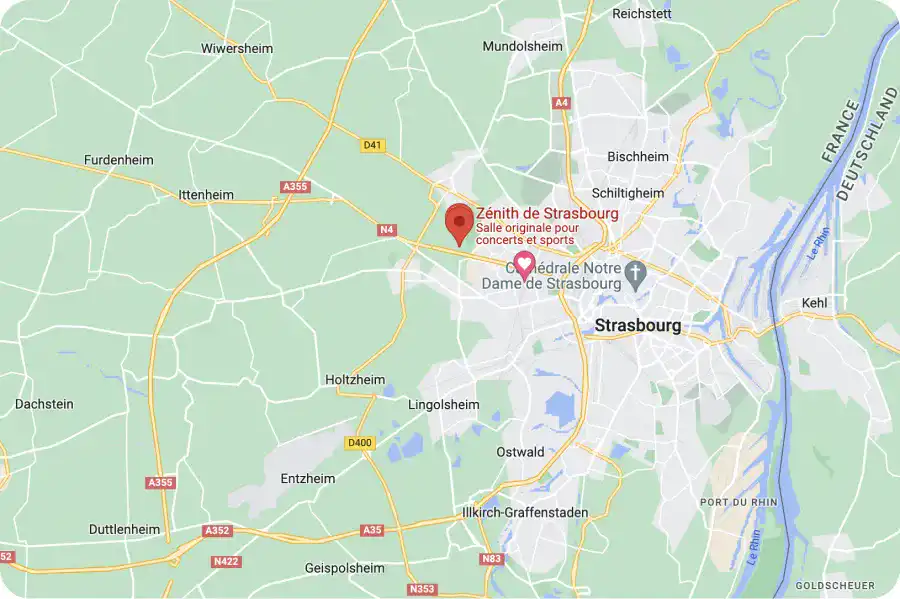 Reichstett
Wiwersheim
Mundolsheim
A4
FRANCE
DEUTSCHLAND
D41
Furdenheim
Bischheim
Ittenheim
A355
Schiltigheim
Zénith de Strasbourg
Salle originale pour
concerts et sports
N4
Le Rhin
Cathédrale Notre
Dame de Strasbourg
Kehl
Strasbourg
Holtzheim
Dachstein
Lingolsheim
D400
Ostwald
Entzheim
A355
PORT DU RHIN
Illkirch-Graffenstaden
Duttlenheim
A352
A35
Le Rhin
52
N422
Geispolsheim
N83
N353
GOLDSCHEUER